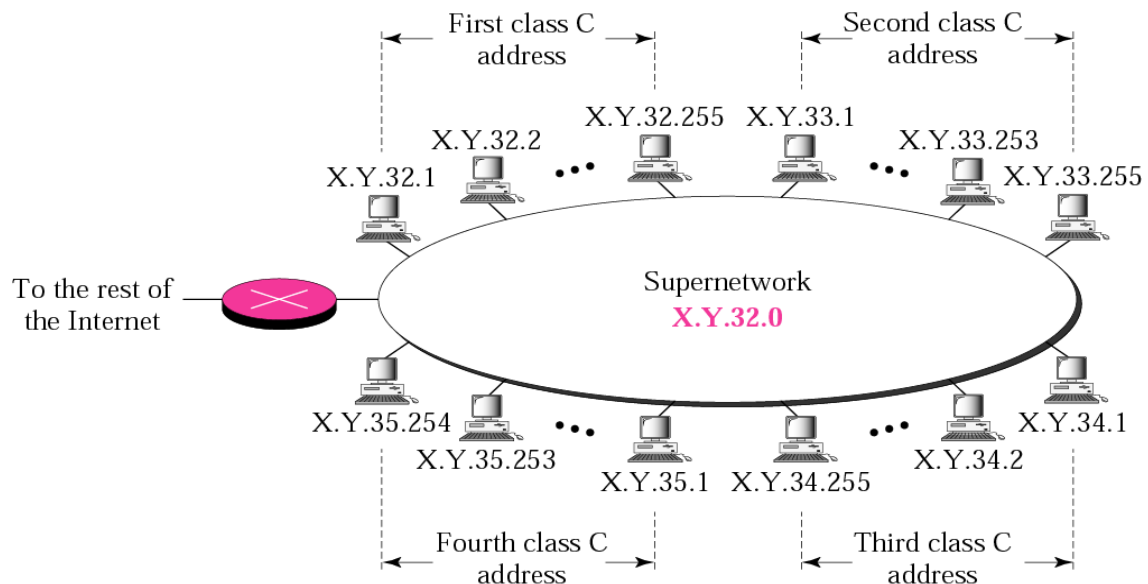 First class C
address
Second class C
address
X.Y.32.255
X.Y.33.1
X.Y.32.2
X.Y.33.253
X.Y.32.1
X.Y.33.255
To the rest of
the Internet
Supernetwork
X.Y.32.0
X.Y.35.254
X.Y.34.1
X.Y.35.253
X.Y.34.2
X.Y.35.1
X.Y.34.255
Fourth class C
address
Third class C
address